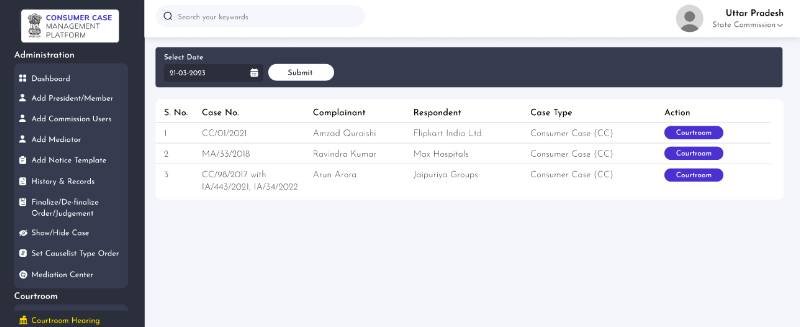 CONSUMER CASE
MANAGEMENT
PLATFORM
Search your keywords
Uttar Pradesh
State Commission
Administration
Dashboard
Add President/Member
Add Commission Users
Add Mediator
Add Notice Template
History & Records
Finalize/De-finalize
Order/Judgement
Show/Hide Case
Set Causelist Type Order
Mediation Center
Courtroom
Courtroom Hearing
Select Date
21-03-2023
Submit
S. No. Case No. Complainant Respondent Case Type Action
1 CC/01/2021 Amzad Quraishi Flipkart India Ltd. Consumer Case (CC) Courtroom
2 MA/33/2018 Ravindra Kumar Max Hospitals Consumer Case (CC) Courtroom
3 CC/98/2017 with Arun Arora Jaipuriya Groups Consumer Case (CC) Courtroom
IA/443/2021, IA/34/2022